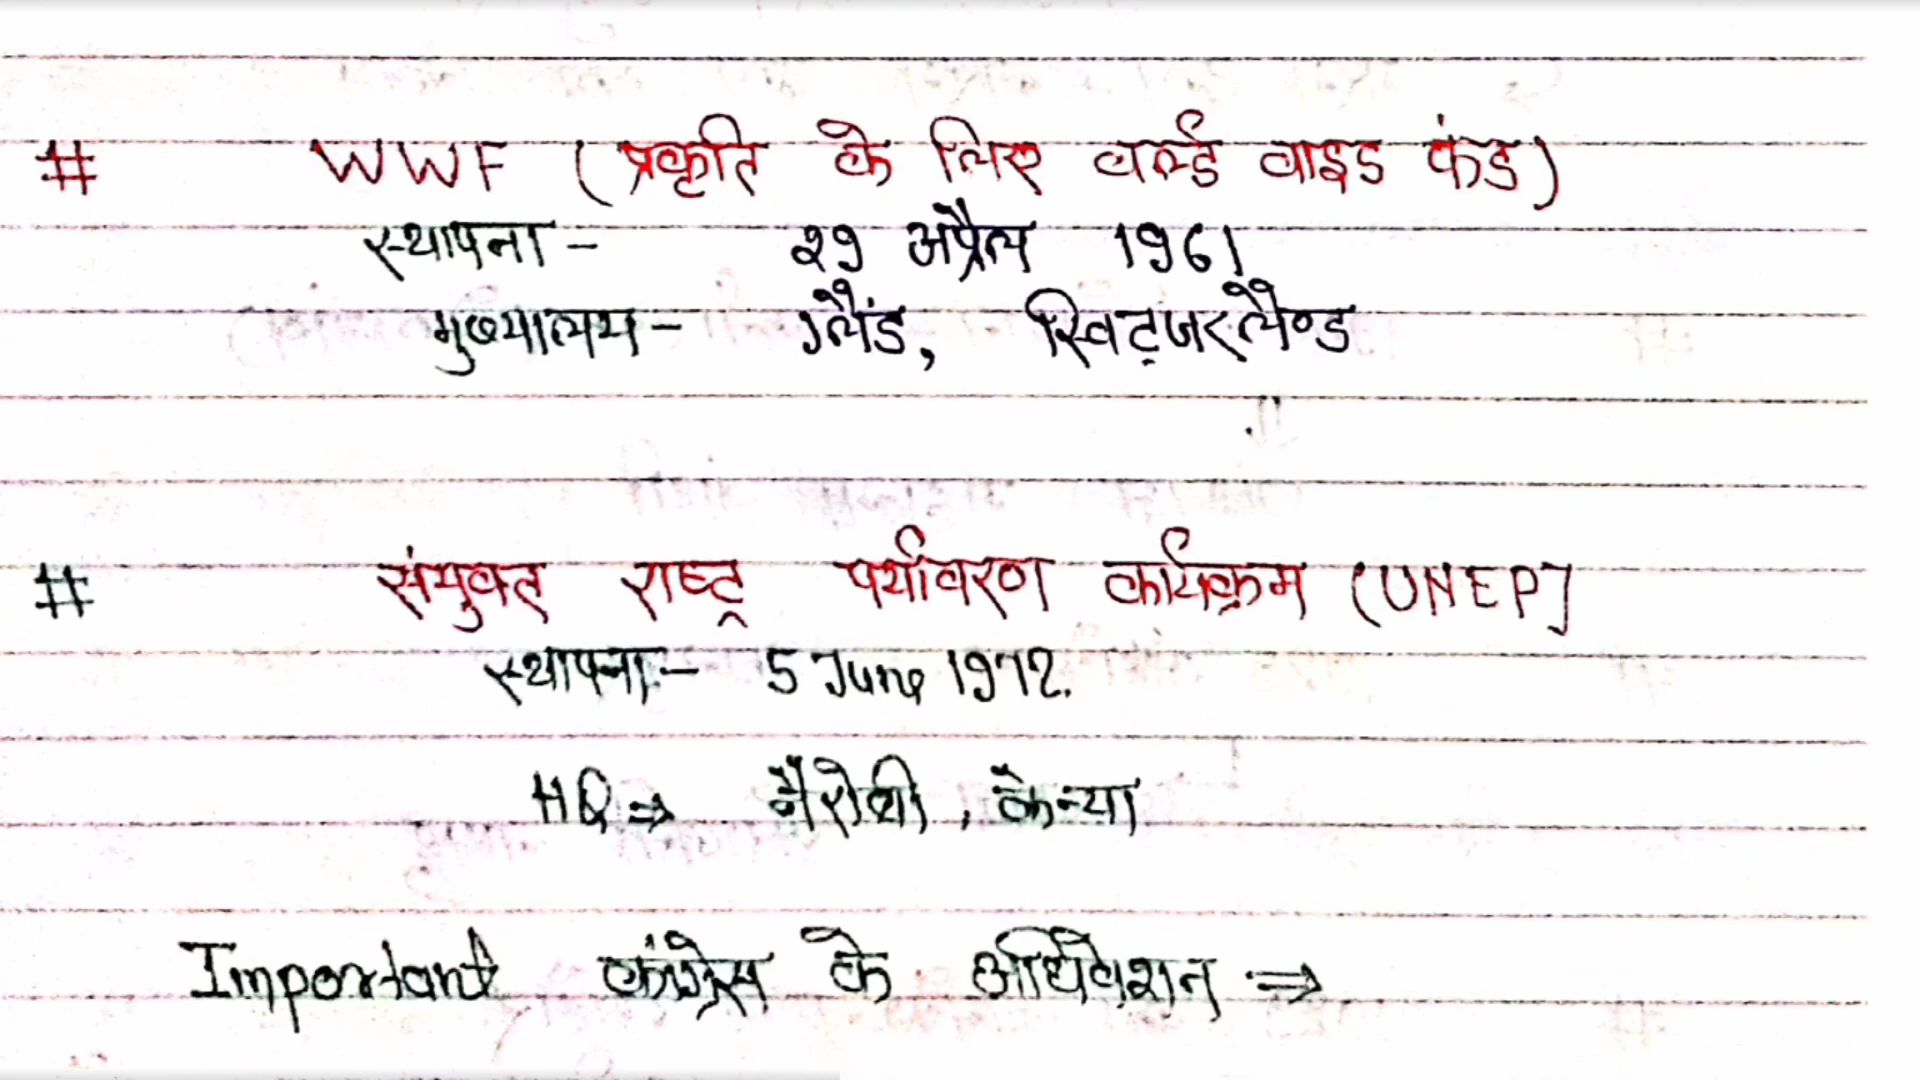 # WWF (प्रकृति के लिए वर्ल्ड वाइड फंड)
स्थापना - २९ अप्रैल 1961
मुख्यालय - ग्लैंड, स्विट्जरलैण्ड
# संयुक्त राष्ट्र पर्यावरण कार्यक्रम (UNEP)
स्थापना:- 5 June 1972.
HQ ⇒ नैरोबी, केन्या
Important कांग्रेस के अधिवेशन ⇒